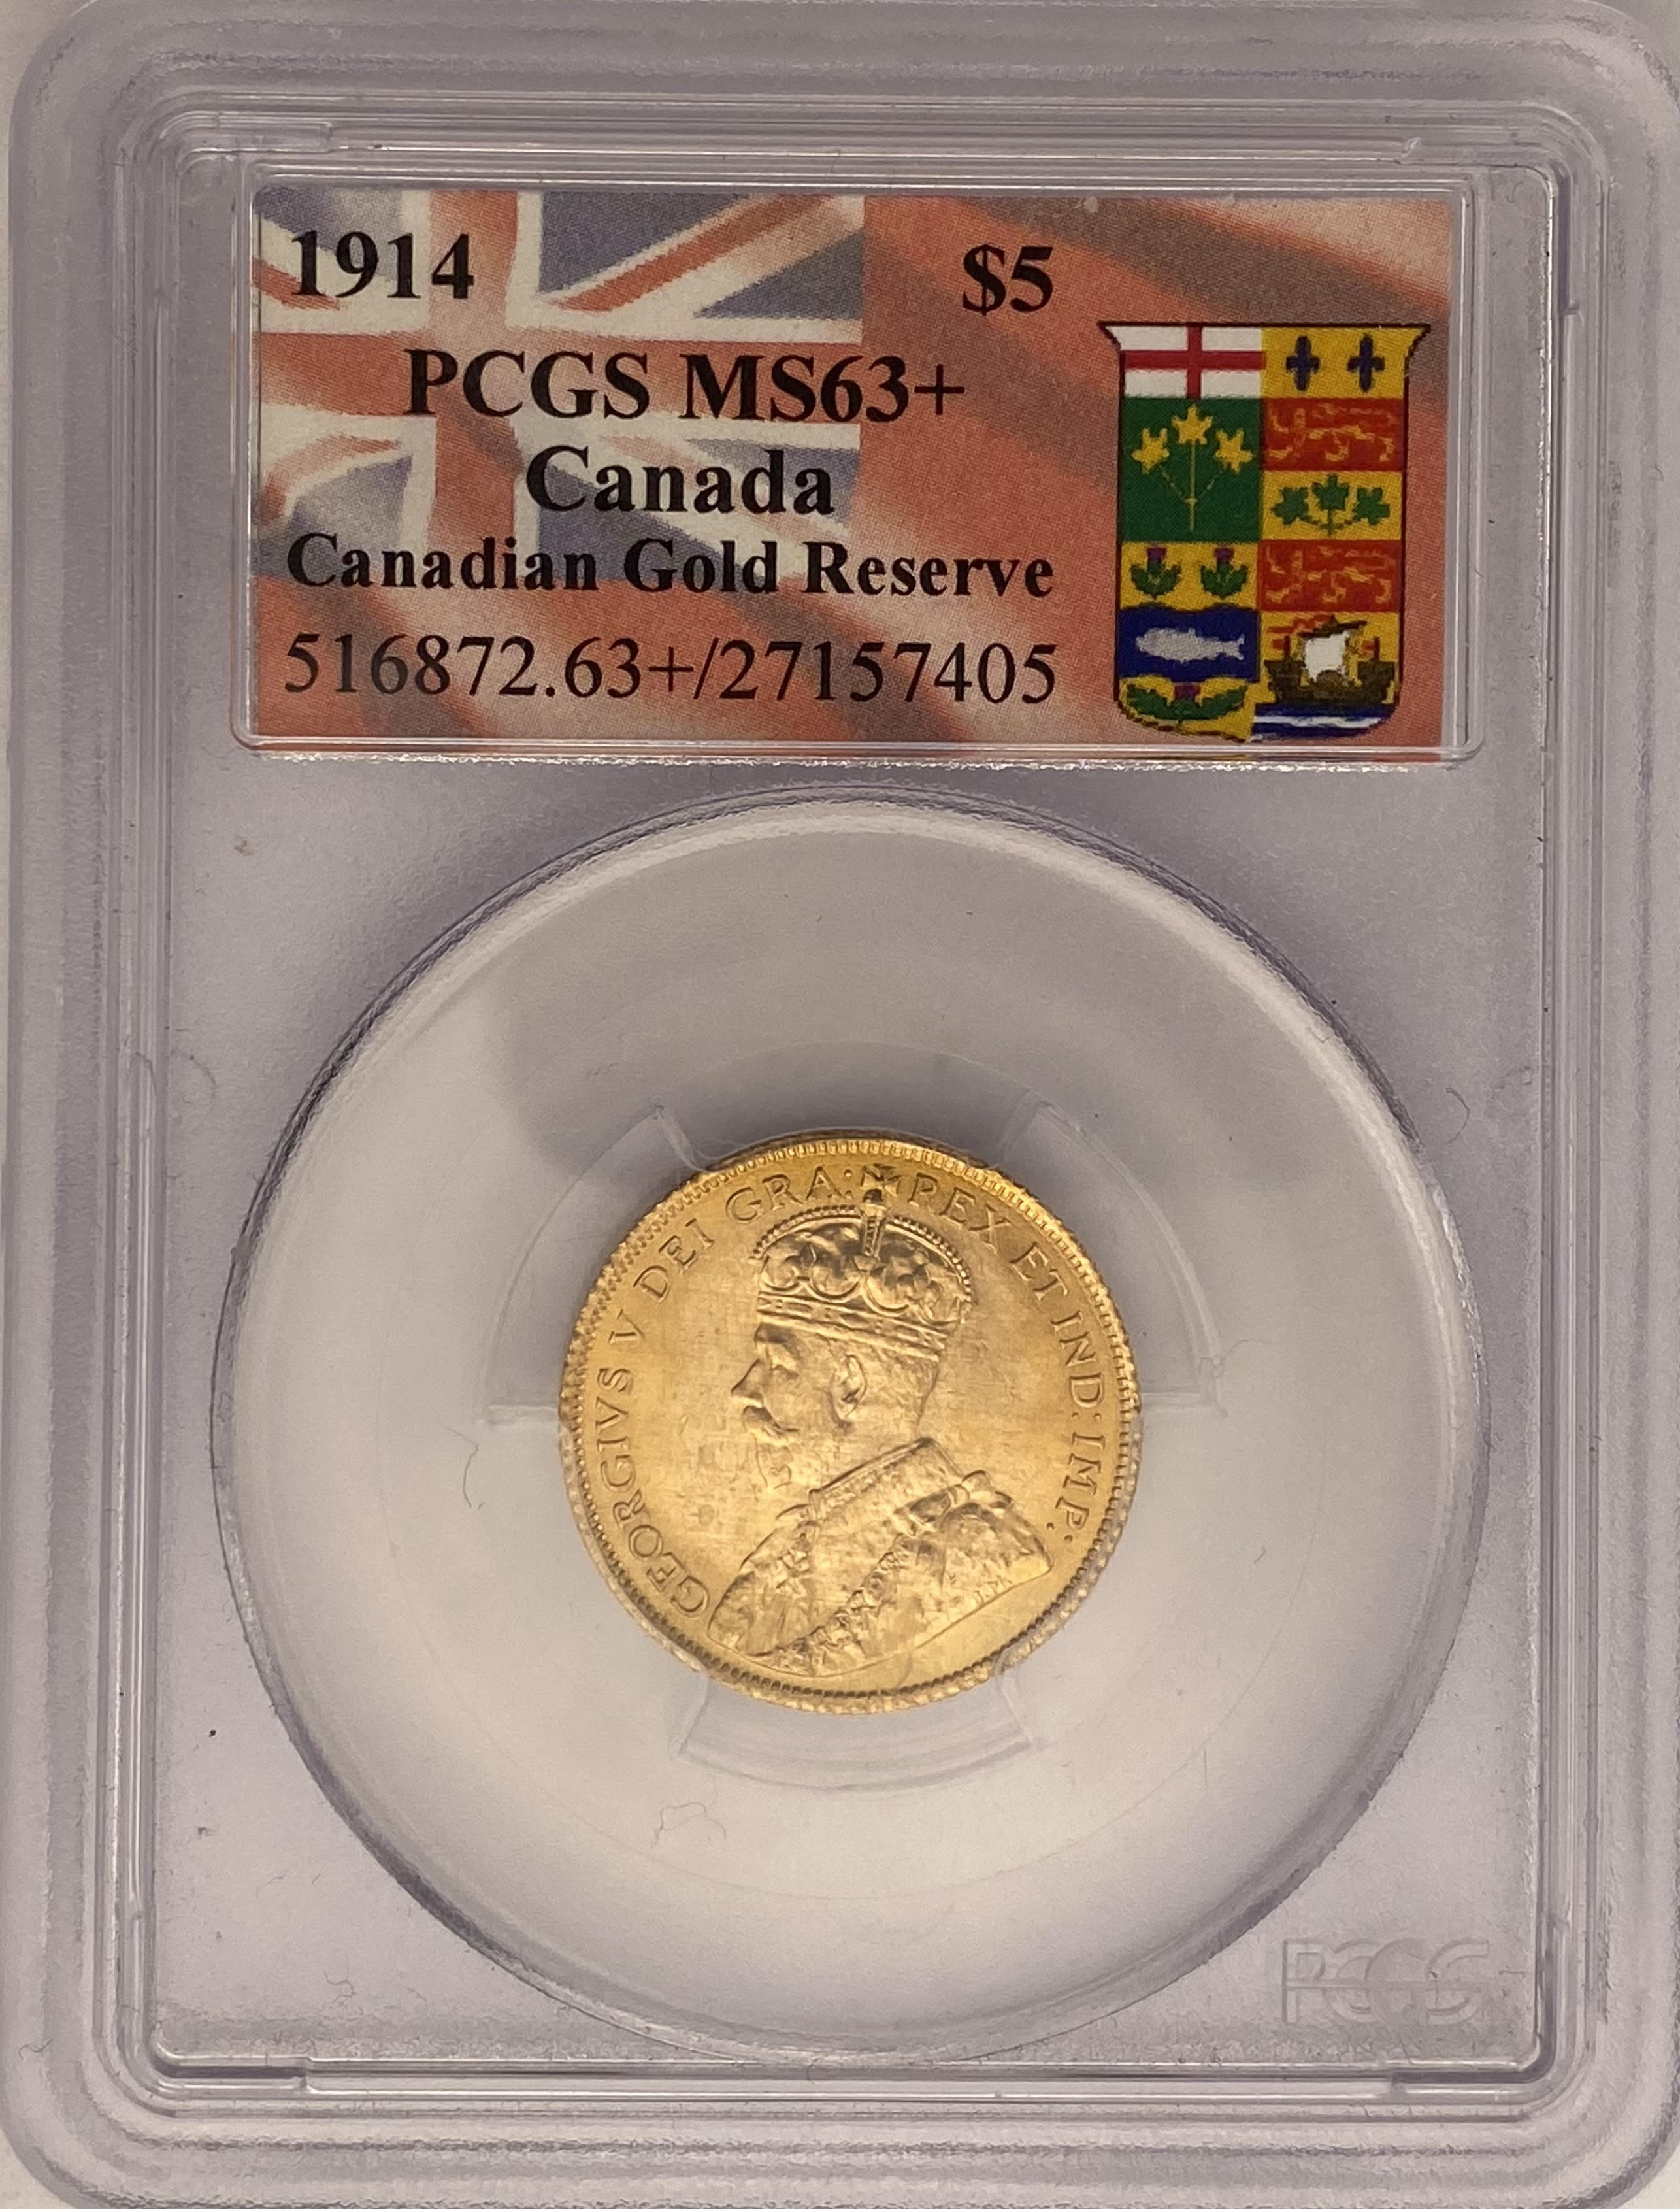 1914 $5
PCGS MS63+
Canada
Canadian Gold Reserve
516872.63+/27157405
GEORGIVS V DEI GRA: REX ET IND: IMP:
B.M.
PCGS